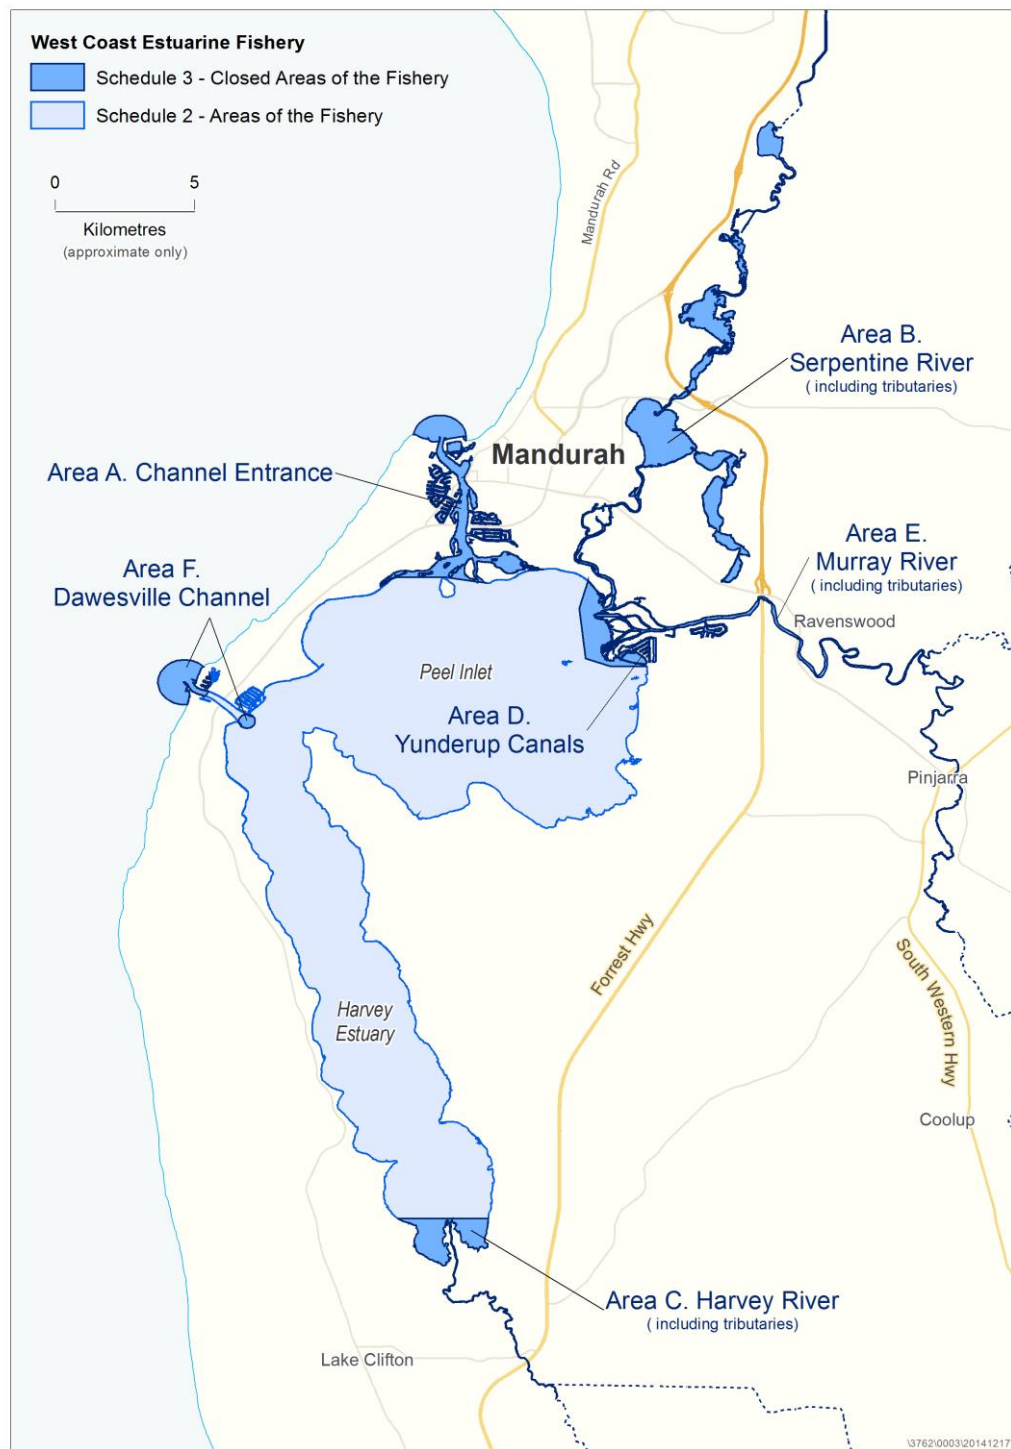 West Coast Estuarine Fishery
Schedule 3 - Closed Areas of the Fishery
Schedule 2 - Areas of the Fishery
0 5
Kilometres
(approximate only)
Mandurah Rd
Area B.
Serpentine River
( including tributaries)
Mandurah
Area A. Channel Entrance
Area E.
Murray River
( including tributaries)
Area F.
Dawesville Channel
Ravenswood
Peel Inlet
Area D.
Yunderup Canals
Pinjarra
Forrest Hwy
South Western Hwy
Harvey
Estuary
Coolup
Area C. Harvey River
( including tributaries)
Lake Clifton
\3762\0003\20141217